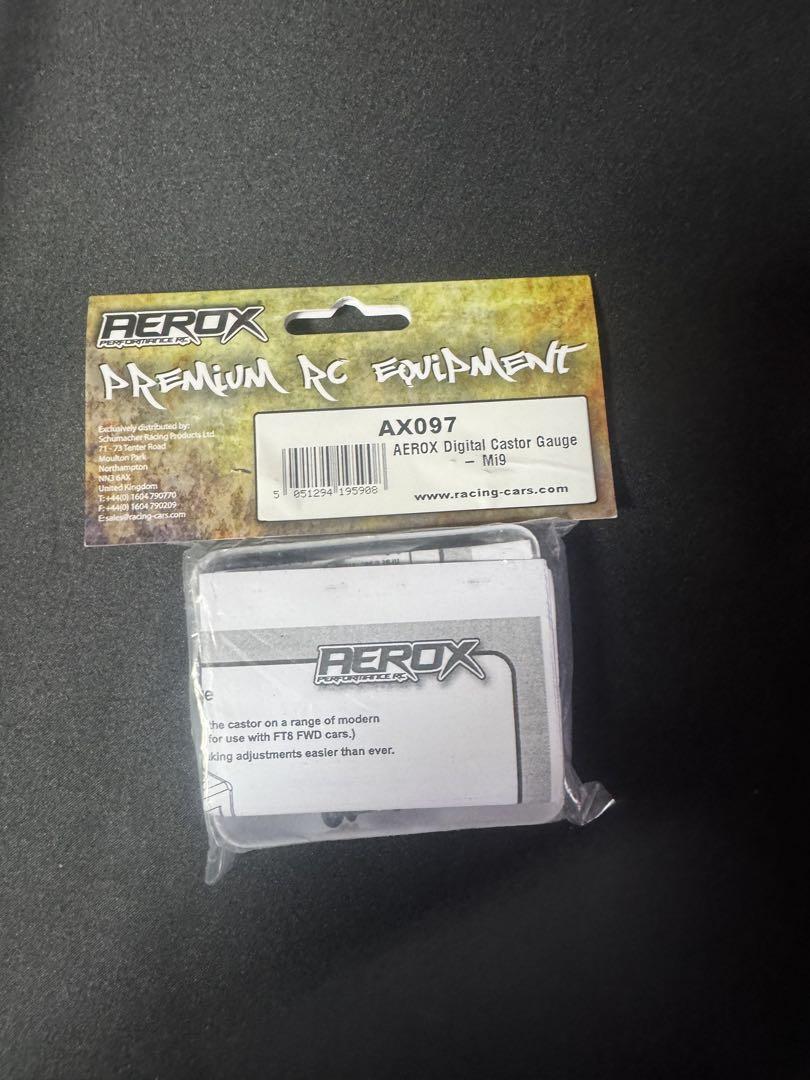 AEROX
PERFORMANCE RC
PREMIUM RC EQUIPMENT
Exclusively distributed by:
Schumacher Racing Products Ltd.
71 - 73 Tenter Road
Moulton Park
Northampton
NN3 6AX
United Kingdom
T:+44(0) 1604 790770
F:+44(0) 1604 790209
E:sales@racing-cars.com
AX097
AEROX Digital Castor Gauge
– Mi9
5 051294 195908
www.racing-cars.com
AEROX
PERFORMANCE RC
e
the castor on a range of modern
for use with FT8 FWD cars.)
king adjustments easier than ever.